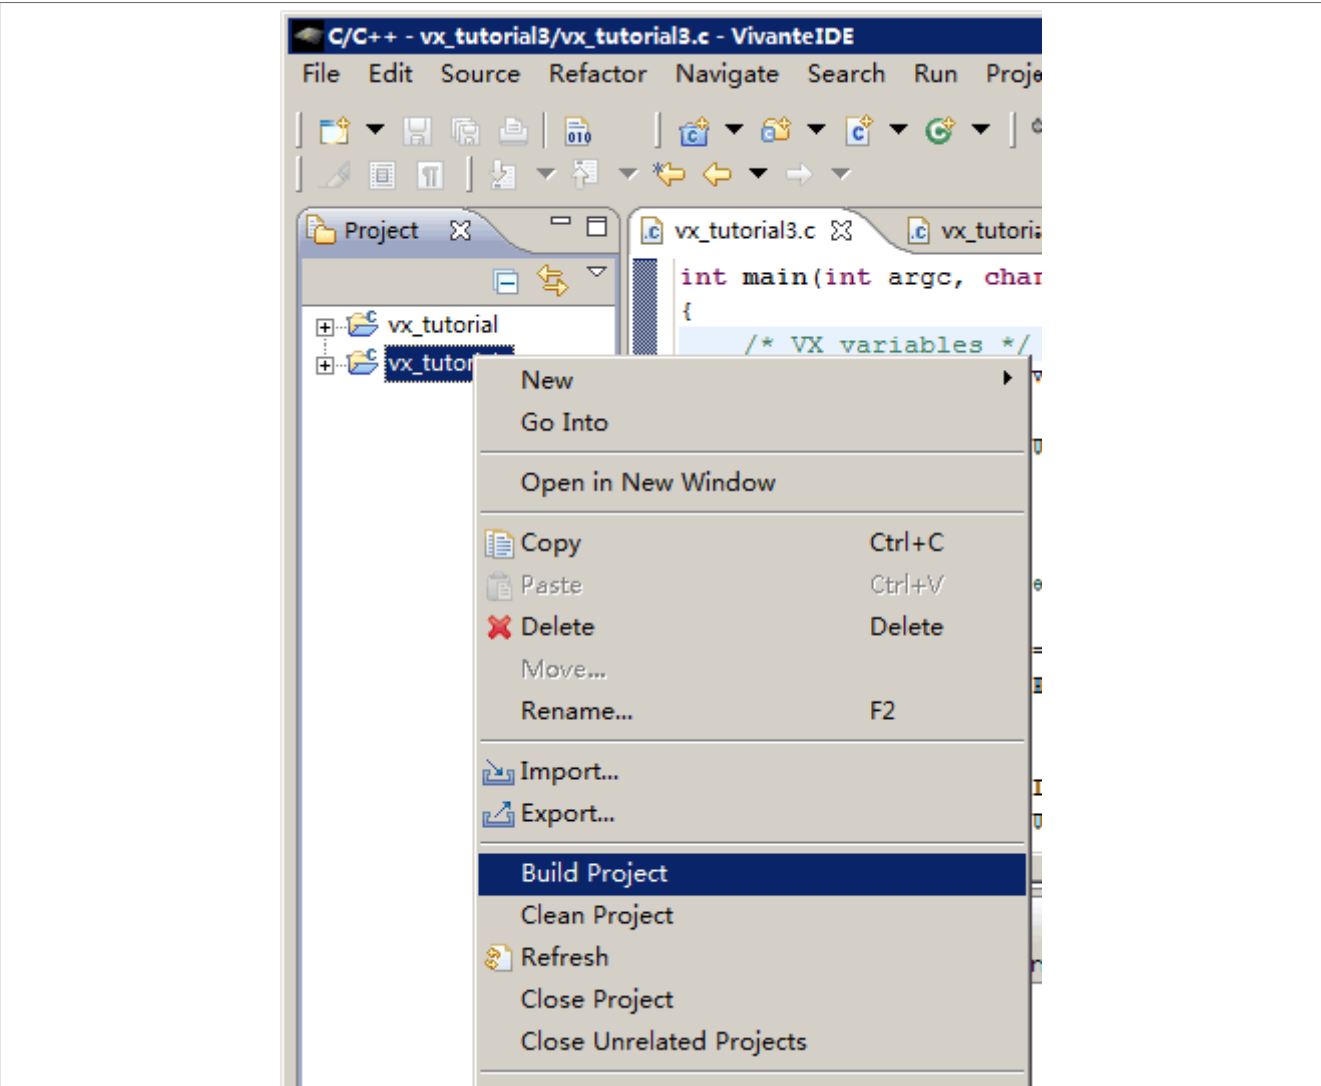 C/C++ - vx_tutorial3/vx_tutorial3.c - VivanteIDE
File Edit Source Refactor Navigate Search Run
010
Project
vx_tutorial3.c
int main(int argc,
{
/* VX variables */
vx_tutorial
New
Go Into
Open in New Window
Copy Ctrl+C
Paste Ctrl+V
Delete Delete
Move...
Rename... F2
Import...
Export...
Build Project
Clean Project
Refresh
Close Project
Close Unrelated Projects